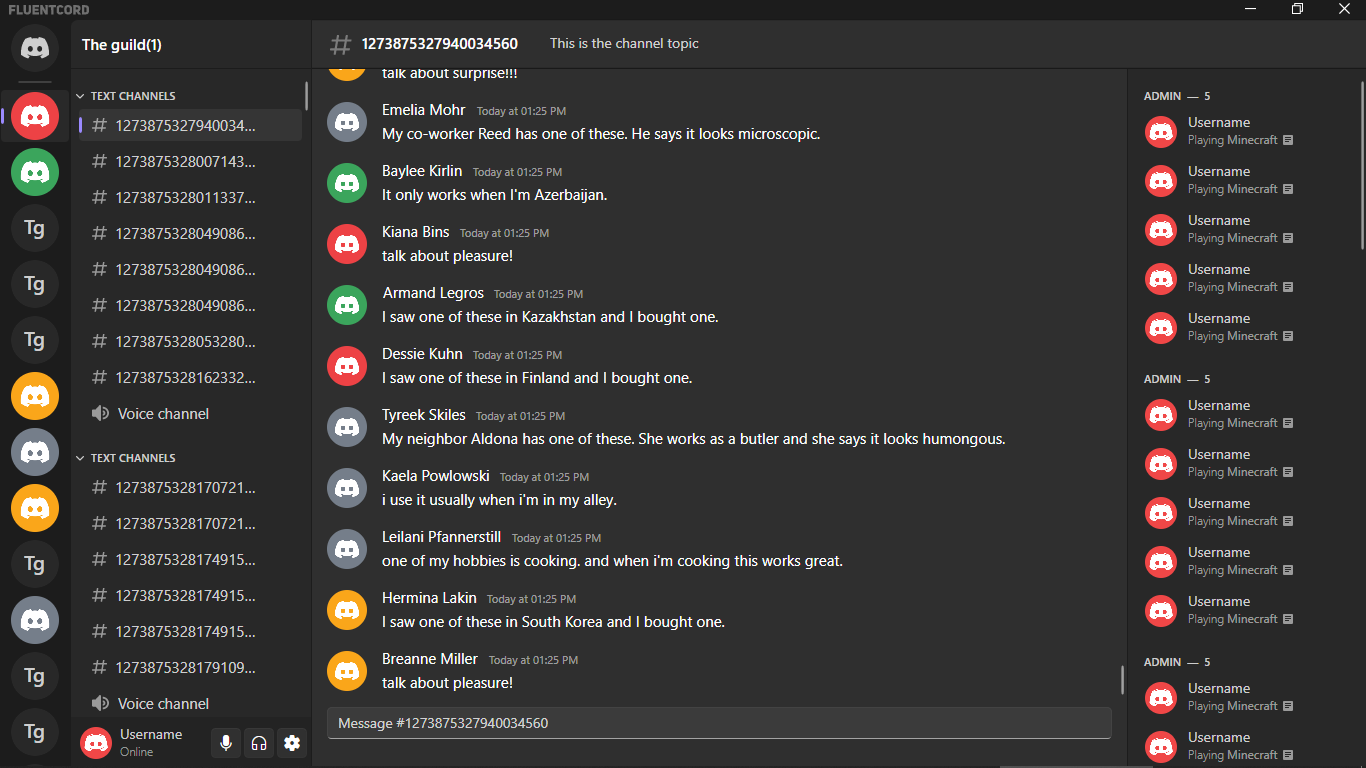 FLUENTCORD
The guild(1)
TEXT CHANNELS
1273875327940034...
1273875328007143...
1273875328011337...
1273875328049086...
1273875328049086...
1273875328049086...
1273875328053280...
1273875328162332...
Voice channel
TEXT CHANNELS
1273875328170721...
1273875328170721...
1273875328174915...
1273875328174915...
1273875328174915...
1273875328179109...
Voice channel
Tg
Tg
Tg
Tg
Tg
Tg
Username
Online
# 1273875327940034560 This is the channel topic
talk about surprise!!!
Emelia Mohr Today at 01:25 PM
My co-worker Reed has one of these. He says it looks microscopic.
Baylee Kirlin Today at 01:25 PM
It only works when I'm Azerbaijan.
Kiana Bins Today at 01:25 PM
talk about pleasure!
Armand Legros Today at 01:25 PM
I saw one of these in Kazakhstan and I bought one.
Dessie Kuhn Today at 01:25 PM
I saw one of these in Finland and I bought one.
Tyreek Skiles Today at 01:25 PM
My neighbor Aldona has one of these. She works as a butler and she says it looks humongous.
Kaela Powlowski Today at 01:25 PM
i use it usually when i'm in my alley.
Leilani Pfannerstill Today at 01:25 PM
one of my hobbies is cooking. and when i'm cooking this works great.
Hermina Lakin Today at 01:25 PM
I saw one of these in South Korea and I bought one.
Breanne Miller Today at 01:25 PM
talk about pleasure!
Message #1273875327940034560
ADMIN — 5
Username
Playing Minecraft
Username
Playing Minecraft
Username
Playing Minecraft
Username
Playing Minecraft
Username
Playing Minecraft
ADMIN — 5
Username
Playing Minecraft
Username
Playing Minecraft
Username
Playing Minecraft
Username
Playing Minecraft
Username
Playing Minecraft
ADMIN — 5
Username
Playing Minecraft
Username
Playing Minecraft